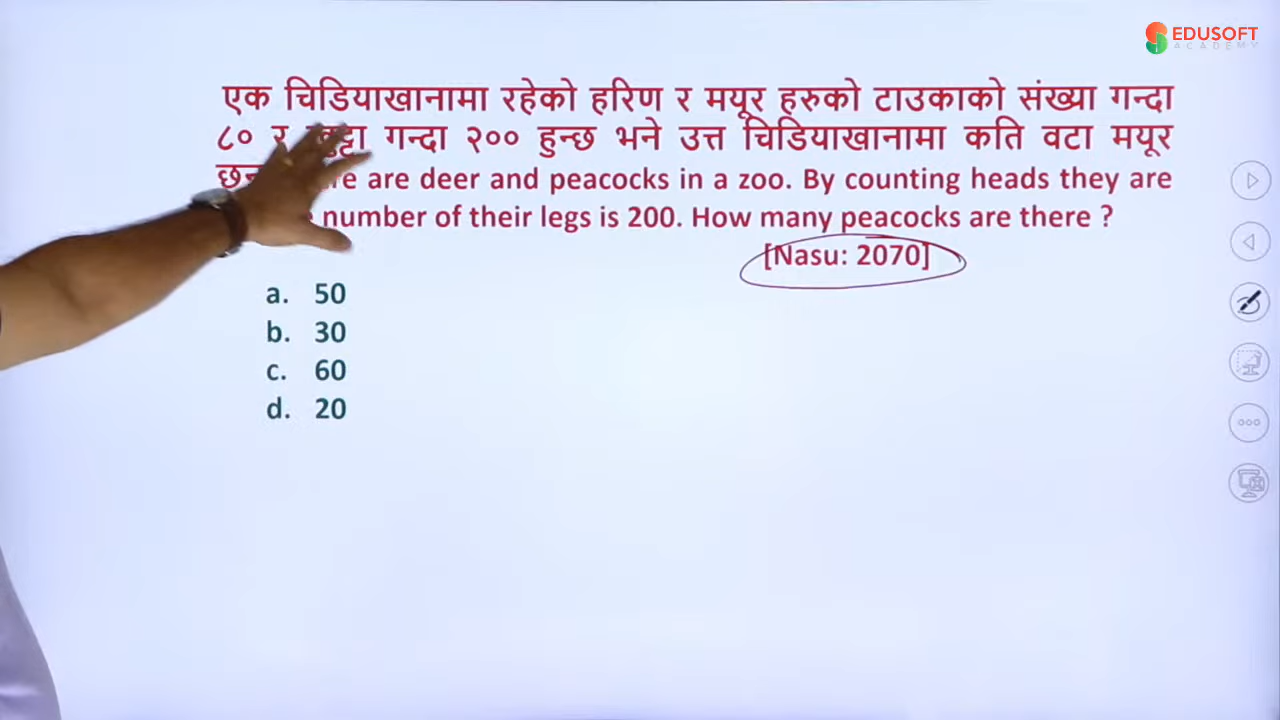 EDUSOFT
ACADEMY
एक चिडियाखानामा रहेको हरिण र मयूर हरुको टाउकाको संख्या गन्दा
८० र गन्दा २०० हुन्छ भने उत्त चिडियाखानामा कति वटा मयूर
are deer and peacocks in a zoo. By counting heads they are
number of their legs is 200. How many peacocks are there ?
[Nasu: 2070]
a. 50
b. 30
c. 60
d. 20